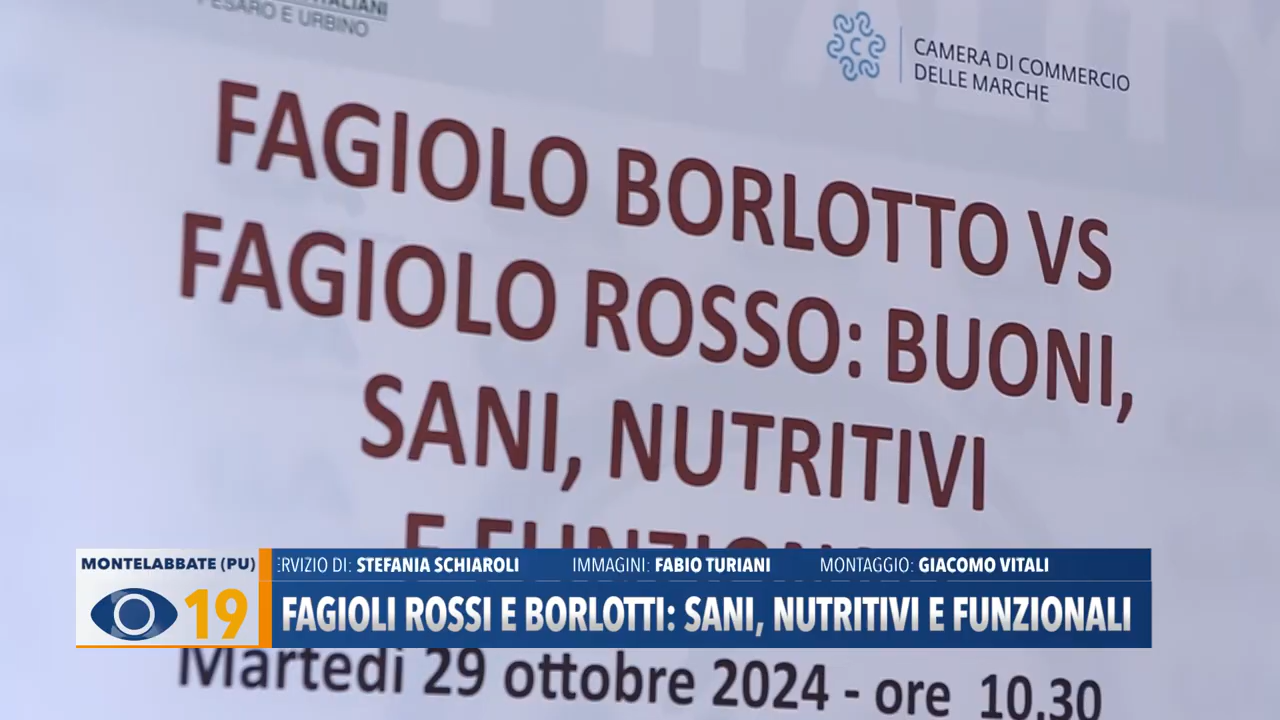 ITALIANI
PESARO E URBINO
CAMERA DI COMMERCIO
DELLE MARCHE
FAGIOLO BORLOTTO VS
FAGIOLO ROSSO: BUONI,
SANI, NUTRITIVI
MONTELABBATE (PU)
19
ERVIZIO DI: STEFANIA SCHIAROLI
IMMAGINI: FABIO TURIANI
MONTAGGIO: GIACOMO VITALI
FAGIOLI ROSSI E BORLOTTI: SANI, NUTRITIVI E FUNZIONALI
Martedì 29 ottobre 2024 - ore 10.30